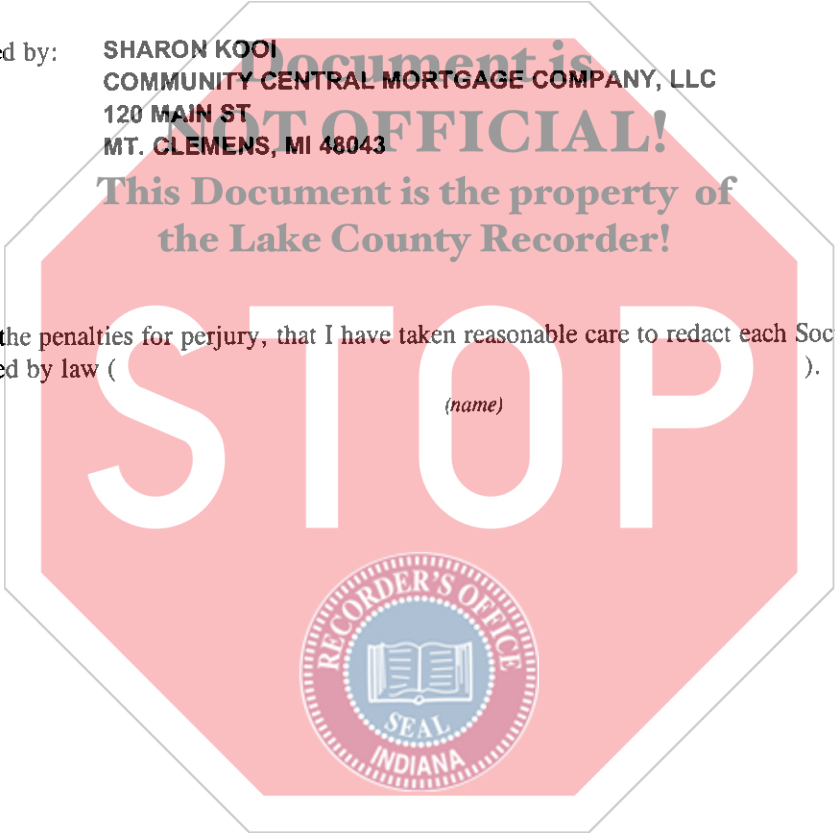 ed by: SHARON KOOI
COMMUNITY CENTRAL MORTGAGE COMPANY, LLC
120 MAIN ST
MT. CLEMENS, MI 48043
Document is
NOT OFFICIAL!
This Document is the property of
the Lake County Recorder!
the penalties for perjury, that I have taken reasonable care to redact each Soc
ed by law ( ).
(name)
STOP
RECORDER'S OFFICE
SEAL
INDIANA